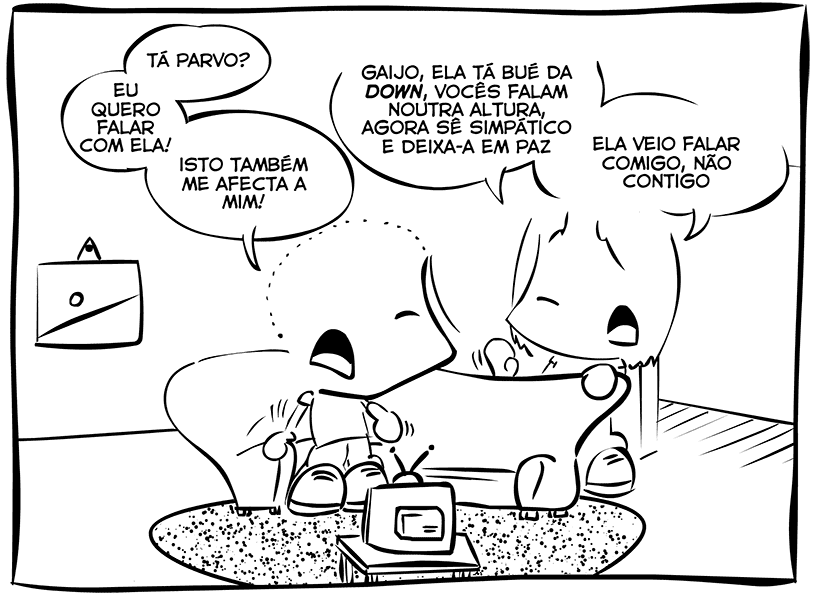 TÁ PARVO?
EU
QUERO
FALAR
COM ELA!
ISTO TAMBÉM
ME AFECTA A
MIM!
GAIJO, ELA TÁ BUÉ DA
DOWN, VOCÊS FALAM
NOUTRA ALTURA,
AGORA SÊ SIMPÁTICO
E DEIXA-A EM PAZ
ELA VEIO FALAR
COMIGO, NÃO
CONTIGO